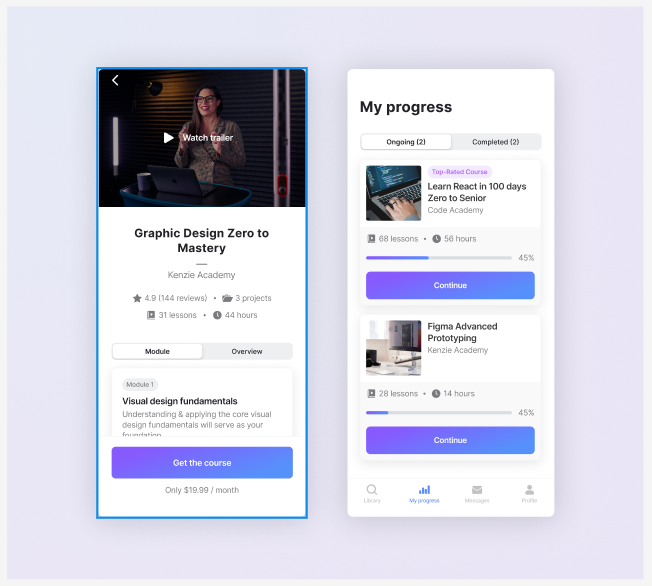 Watch trailer
Graphic Design Zero to
Mastery
Kenzie Academy
4.9 (144 reviews) • 3 projects
31 lessons • 44 hours
Module
Overview
Module 1
Visual design fundamentals
Understanding & applying the core visual
design fundamentals will serve as your
foundation
Get the course
Only $19.99 / month
My progress
Ongoing (2)
Completed (2)
Top-Rated Course
Learn React in 100 days
Zero to Senior
Code Academy
68 lessons • 56 hours
45%
Continue
Figma Advanced
Prototyping
Kenzie Academy
28 lessons • 14 hours
45%
Continue
Library
My progress
Messages
Profile